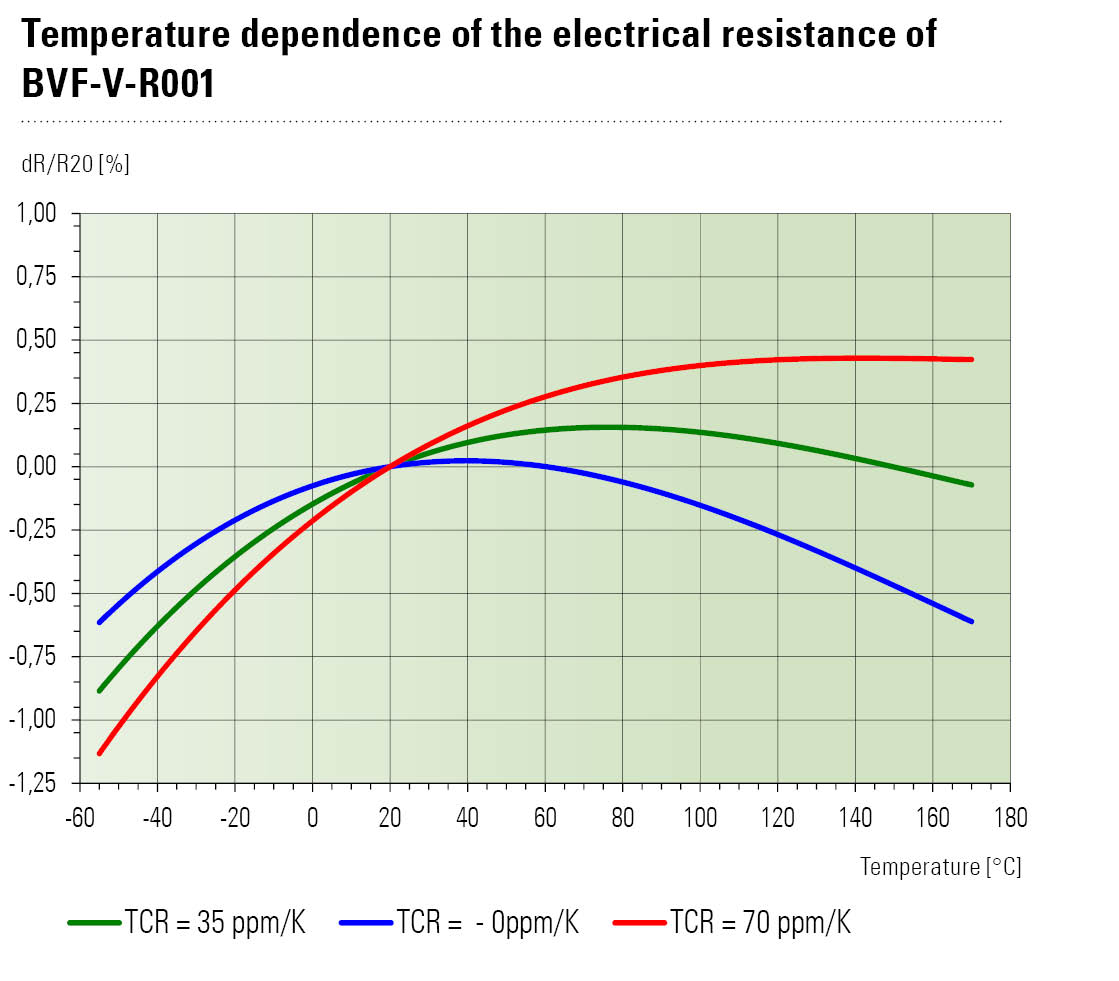 Temperature dependence of the electrical resistance of
BVF-V-R001
dR/R20 [%]
1,00
0,75
0,50
0,25
0,00
-0,25
-0,50
-0,75
-1,00
-1,25
-60 -40 -20 0 20 40 60 80 100 120 140 160 180
Temperature [°C]
TCR = 35 ppm/K TCR = - 0ppm/K TCR = 70 ppm/K